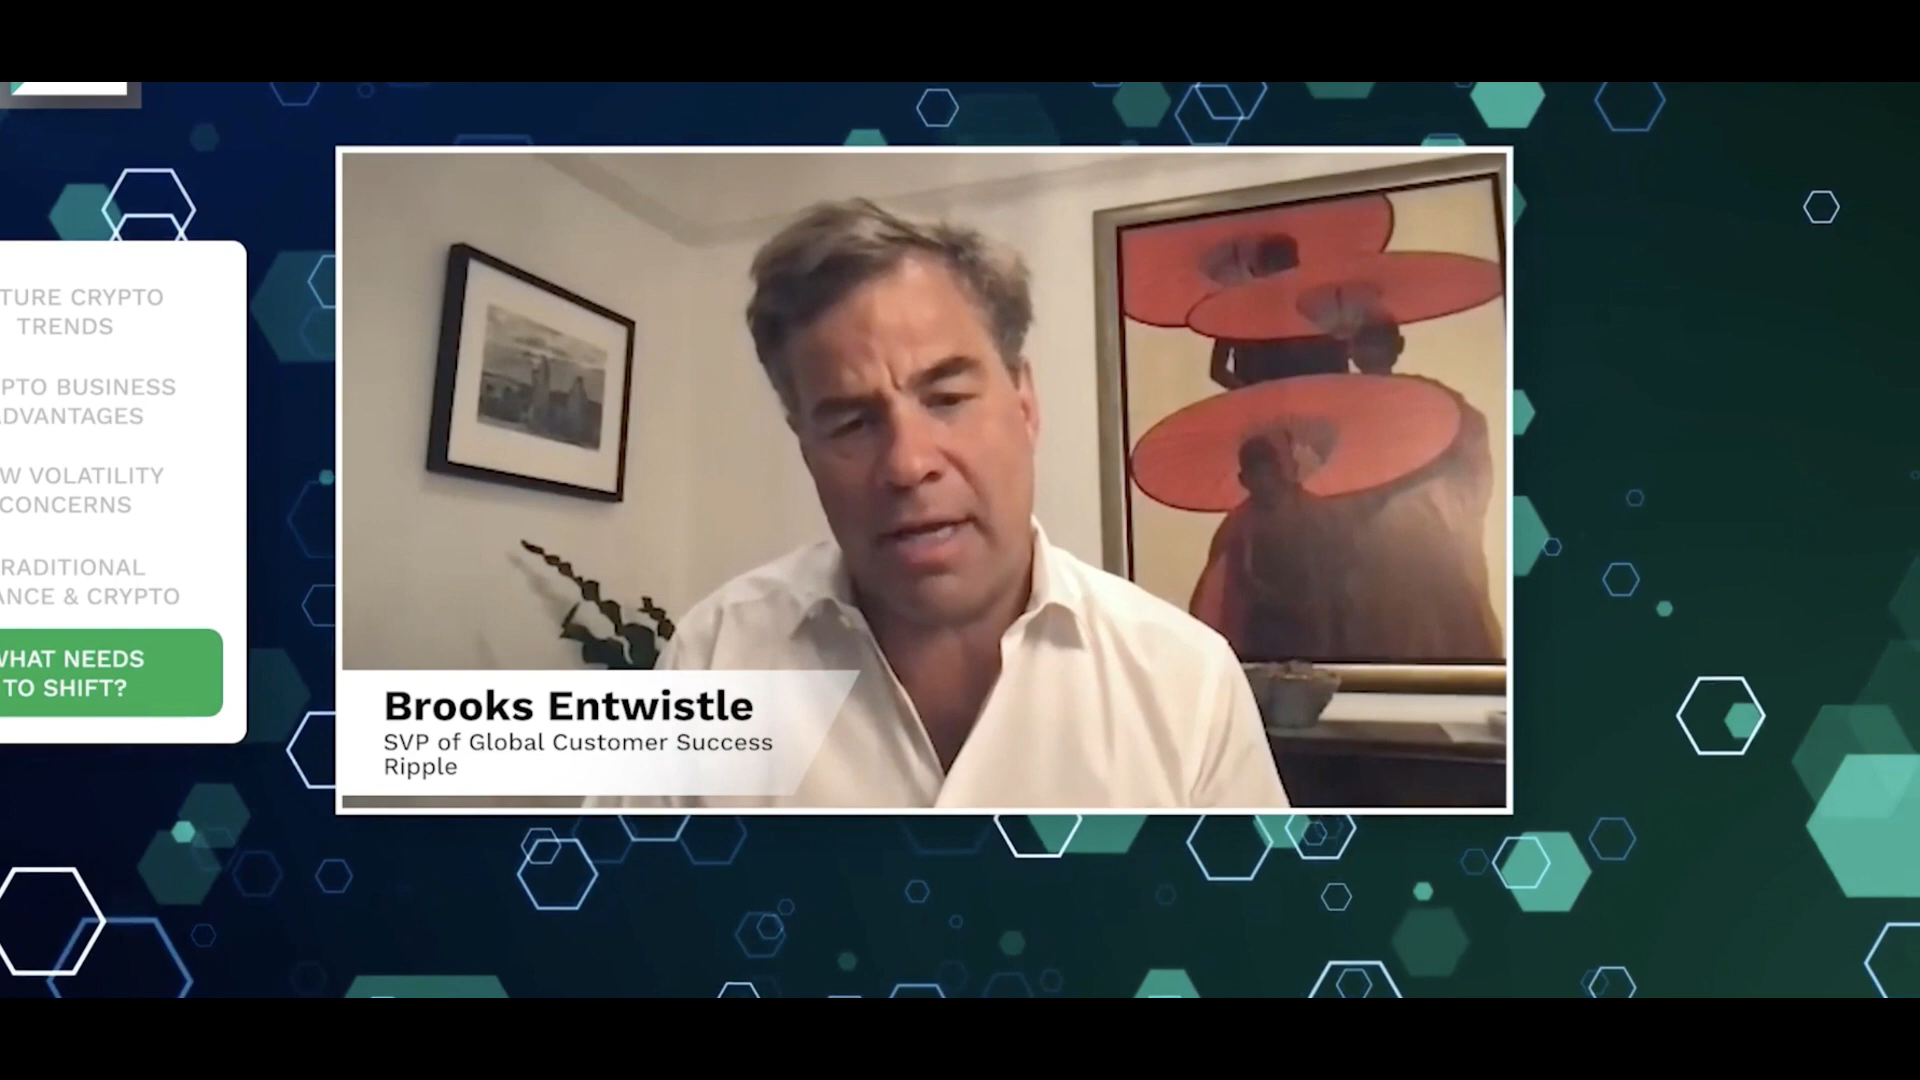 TURE CRYPTO
TRENDS
PTO BUSINESS
DVANTAGES
W VOLATILITY
CONCERNS
RADITIONAL
ANCE & CRYPTO
WHAT NEEDS
TO SHIFT?
Brooks Entwistle
SVP of Global Customer Success
Ripple